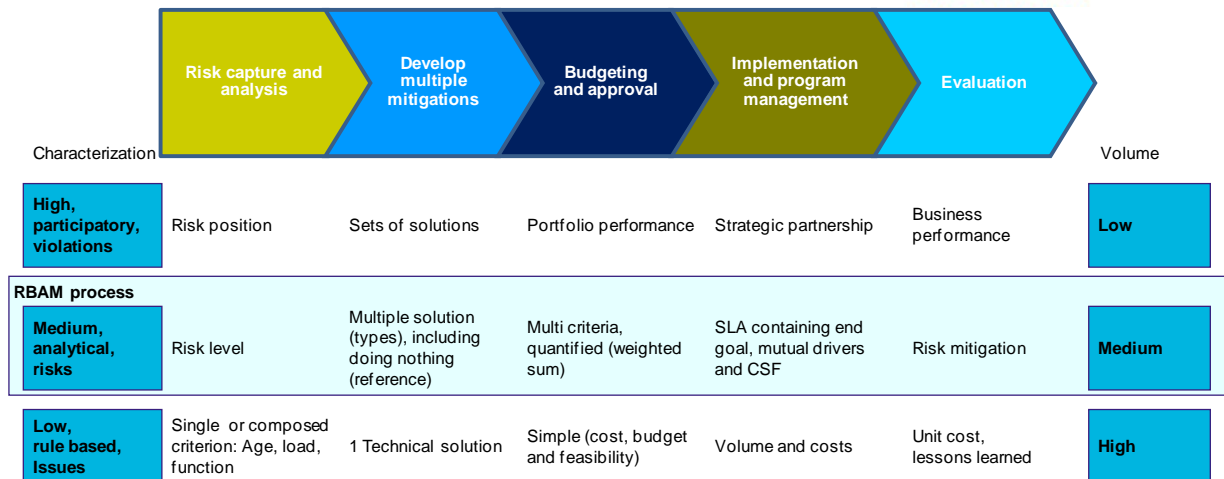 Risk capture and
analysis
Develop
multiple
mitigations
Budgeting
and approval
Implementation
and program
management
Evaluation
Characterization
Volume
High,
participatory,
violations
Risk position
Sets of solutions
Portfolio performance
Strategic partnership
Business
performance
Low
RBAM process
Medium,
analytical,
risks
Risk level
Multiple solution
(types), including
doing nothing
(reference)
Multi criteria,
quantified (weighted
sum)
SLA containing end
goal, mutual drivers
and CSF
Risk mitigation
Medium
Low,
rule based,
Issues
Single or composed
criterion: Age, load,
function
1 Technical solution
Simple (cost, budget
and feasibility)
Volume and costs
Unit cost,
lessons learned
High